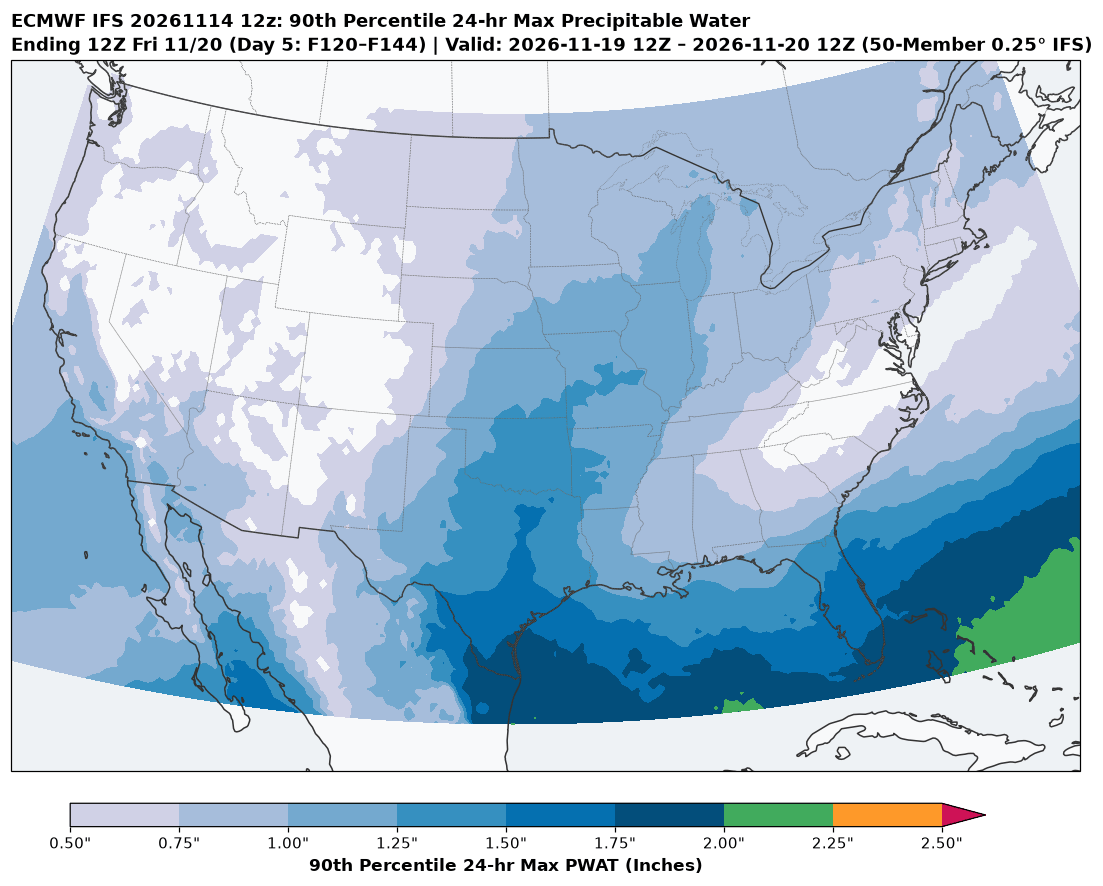 ECMWF IFS 20261114 12z: 90th Percentile 24-hr Max Precipitable Water
Ending 12Z Fri 11/20 (Day 5: F120–F144) | Valid: 2026-11-19 12Z – 2026-11-20 12Z (50-Member 0.25° IFS)
0.50" 0.75" 1.00" 1.25" 1.50" 1.75" 2.00" 2.25" 2.50"
90th Percentile 24-hr Max PWAT (Inches)